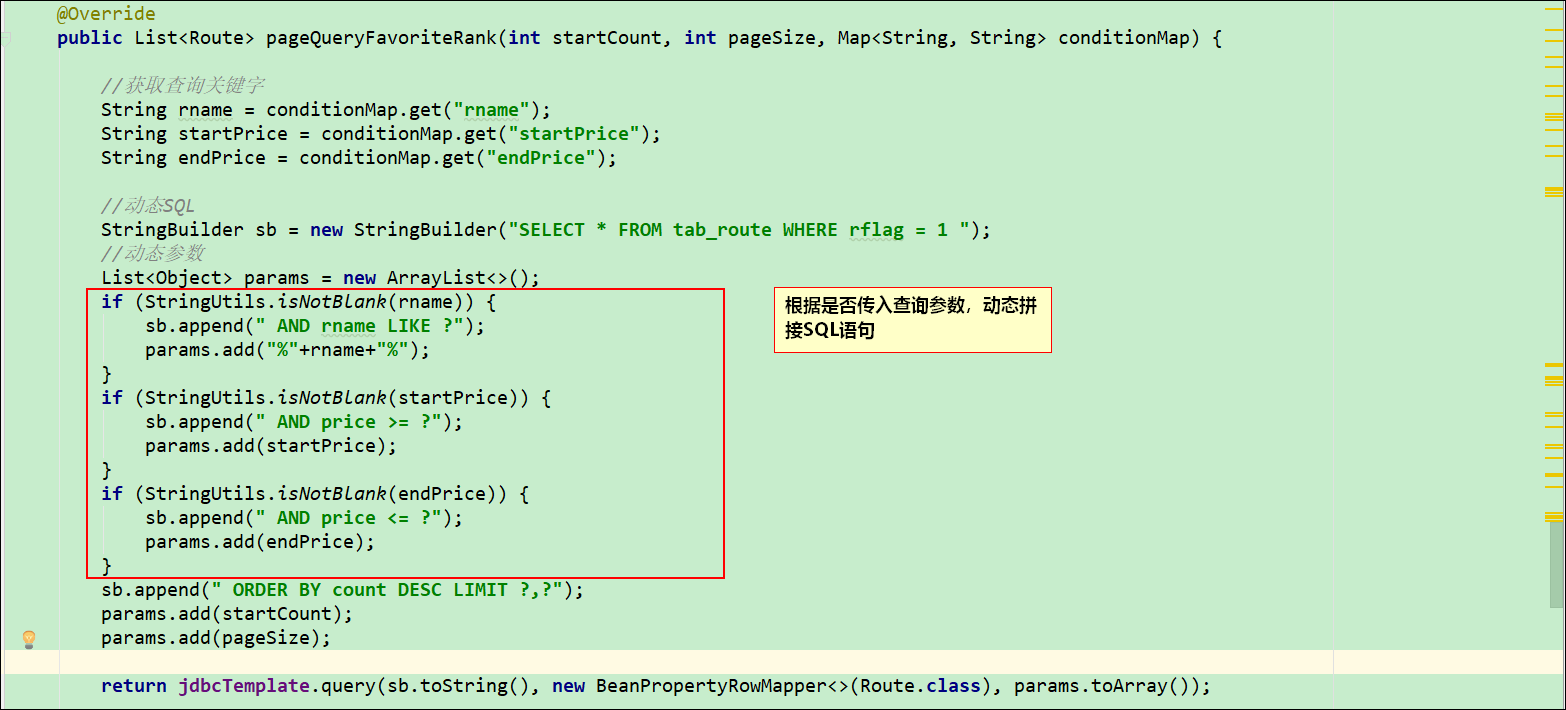 @Override
public List<Route> pageQueryFavoriteRank(int startCount, int pageSize, Map<String, String> conditionMap) {
//获取查询关键字
String rname = conditionMap.get("rname");
String startPrice = conditionMap.get("startPrice");
String endPrice = conditionMap.get("endPrice");
//动态SQL
StringBuilder sb = new StringBuilder("SELECT * FROM tab_route WHERE rflag = 1 ");
//动态参数
List<Object> params = new ArrayList<>();
if (StringUtils.isNotBlank(rname)) {
sb.append(" AND rname LIKE ?");
params.add("%"+rname+"%");
}
if (StringUtils.isNotBlank(startPrice)) {
sb.append(" AND price >= ?");
params.add(startPrice);
}
if (StringUtils.isNotBlank(endPrice)) {
sb.append(" AND price <= ?");
params.add(endPrice);
}
sb.append(" ORDER BY count DESC LIMIT ?,?");
params.add(startCount);
params.add(pageSize);
return jdbcTemplate.query(sb.toString(), new BeanPropertyRowMapper<>(Route.class), params.toArray());
根据是否传入查询参数，动态拼
接SQL语句